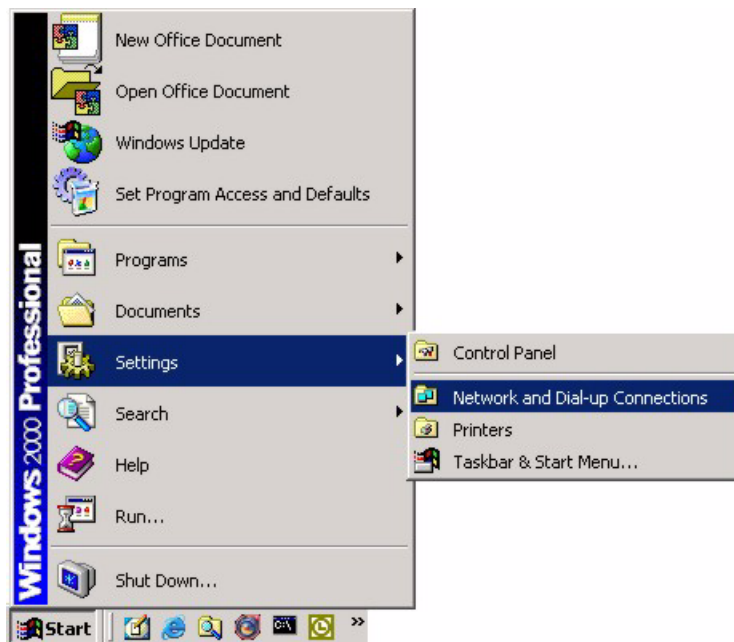 New Office Document
Open Office Document
Windows Update
Set Program Access and Defaults
Programs
Documents
Settings
Search
Help
Run...
Shut Down...
Control Panel
Network and Dial-up Connections
Printers
Taskbar & Start Menu...
Windows 2000 Professional
Start
C:\
»